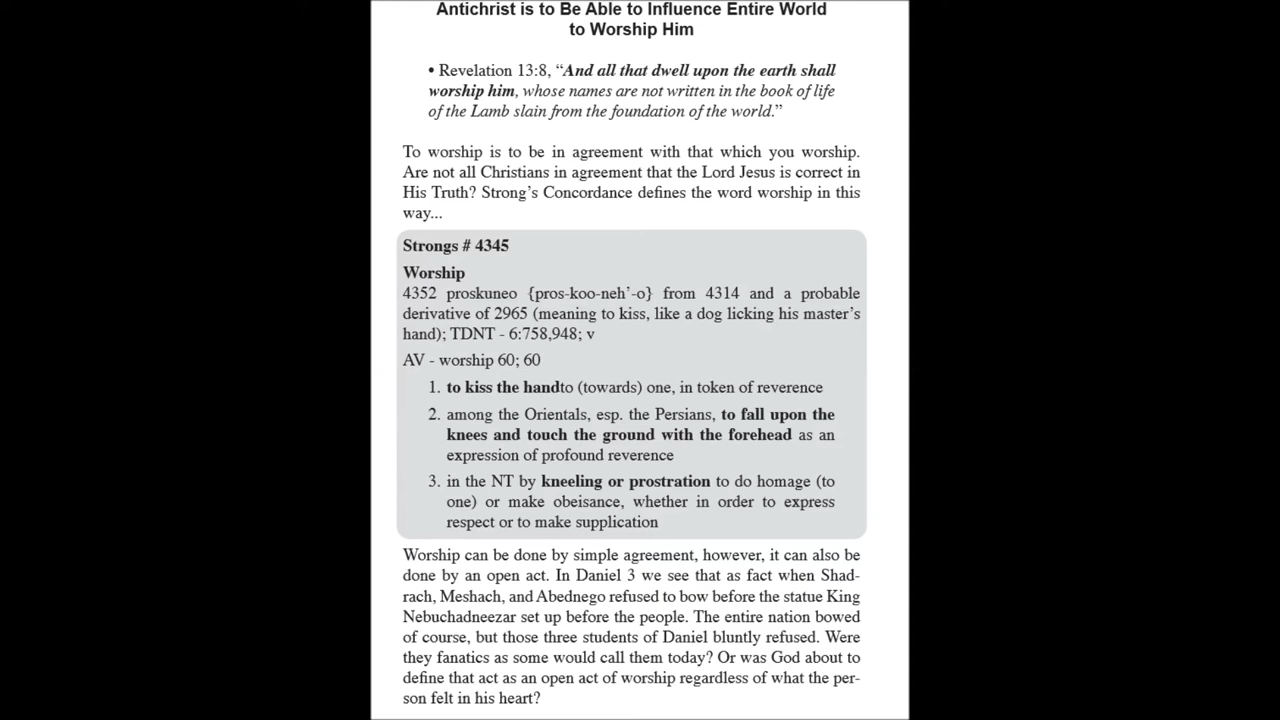 Antichrist is to Be Able to Influence Entire World
to Worship Him
• Revelation 13:8, “And all that dwell upon the earth shall
worship him, whose names are not written in the book of life
of the Lamb slain from the foundation of the world.”
To worship is to be in agreement with that which you worship.
Are not all Christians in agreement that the Lord Jesus is correct in
His Truth? Strong’s Concordance defines the word worship in this
way...
Strongs # 4345
Worship
4352 proskuneo {pros-koo-neh’-o} from 4314 and a probable
derivative of 2965 (meaning to kiss, like a dog licking his master’s
hand); TDNT - 6:758,948; v
AV - worship 60; 60
1. to kiss the handto (towards) one, in token of reverence
2. among the Orientals, esp. the Persians, to fall upon the
knees and touch the ground with the forehead as an
expression of profound reverence
3. in the NT by kneeling or prostration to do homage (to
one) or make obeisance, whether in order to express
respect or to make supplication
Worship can be done by simple agreement, however, it can also be
done by an open act. In Daniel 3 we see that as fact when Shad-
rach, Meshach, and Abednego refused to bow before the statue King
Nebuchadneezar set up before the people. The entire nation bowed
of course, but those three students of Daniel bluntly refused. Were
they fanatics as some would call them today? Or was God about to
define that act as an open act of worship regardless of what the per-
son felt in his heart?